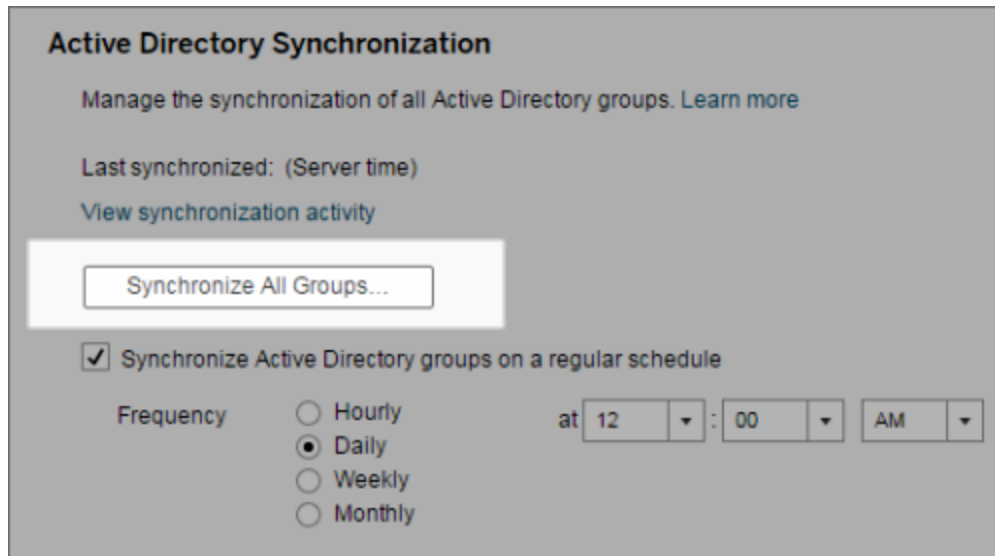 Active Directory Synchronization
Manage the synchronization of all Active Directory groups. Learn more
Last synchronized: (Server time)
View synchronization activity
Synchronize All Groups...
Synchronize Active Directory groups on a regular schedule
Frequency Hourly at 12 : 00 AM
Daily
Weekly
Monthly